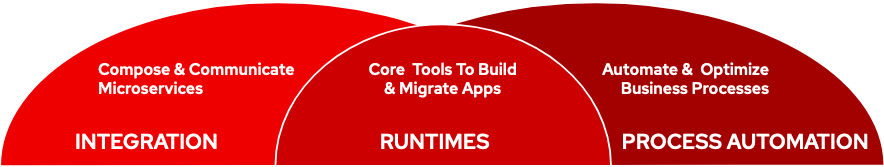 Compose & Communicate
Microservices
INTEGRATION
Core Tools To Build
& Migrate Apps
RUNTIMES
Automate & Optimize
Business Processes
PROCESS AUTOMATION